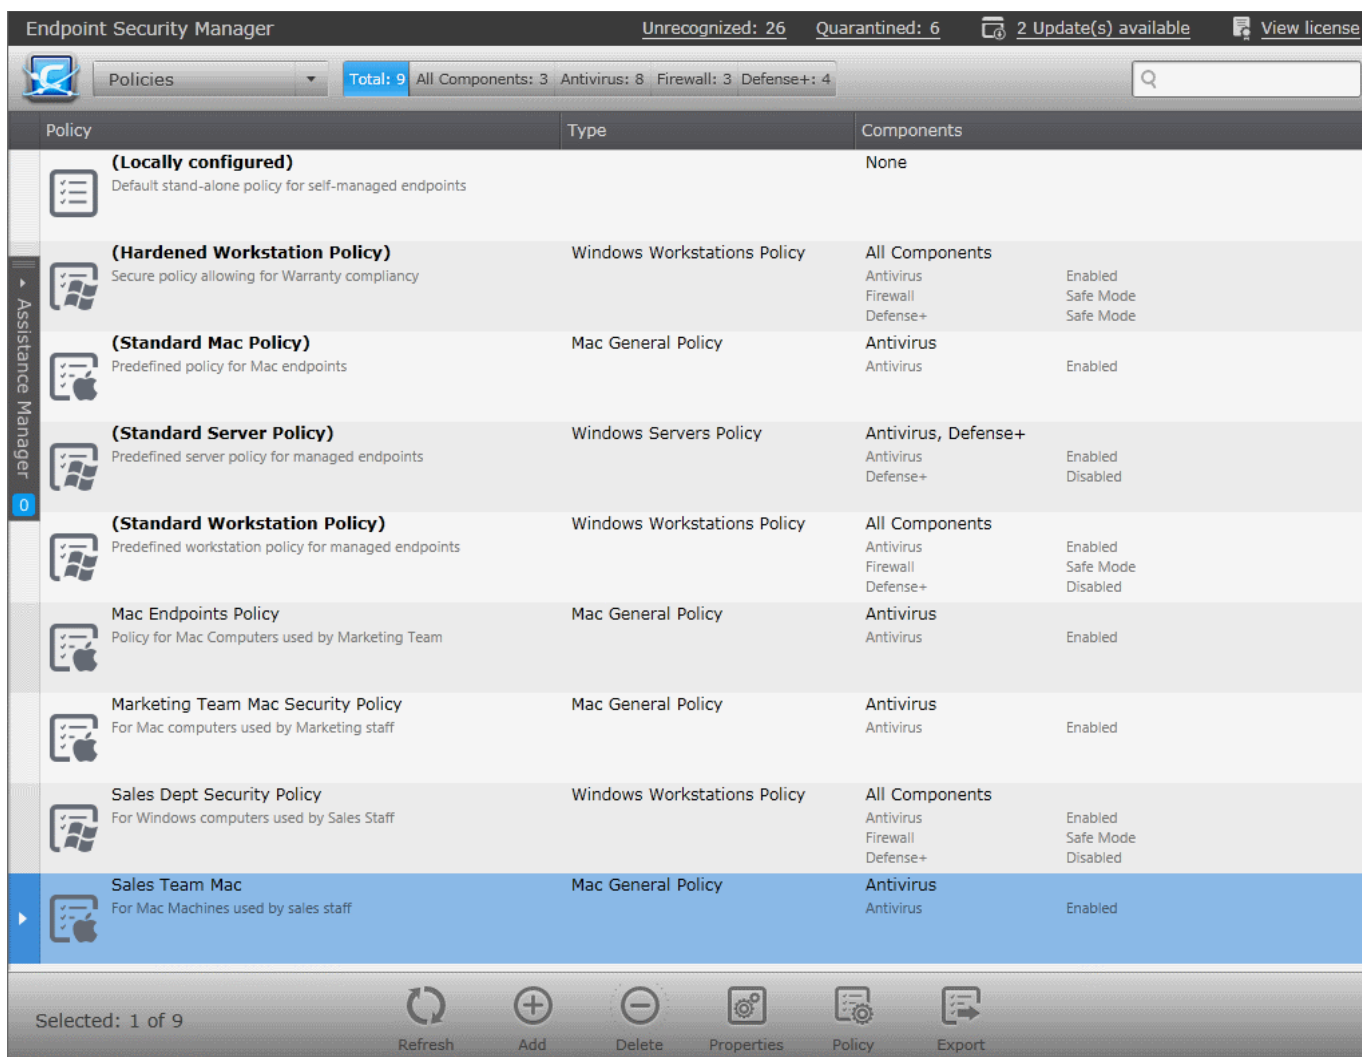 Endpoint Security Manager Unrecognized: 26 Quarantined: 6 2 Update(s) available View license
Policies Total: 9 All Components: 3 Antivirus: 8 Firewall: 3 Defense+: 4
Policy Type Components
(Locally configured) None
Default stand-alone policy for self-managed endpoints
(Hardened Workstation Policy) Windows Workstations Policy All Components
Secure policy allowing for Warranty compliancy Antivirus Enabled
Firewall Safe Mode
Defense+ Safe Mode
(Standard Mac Policy) Mac General Policy Antivirus
Predefined policy for Mac endpoints Antivirus Enabled
Assistance Manager
0
(Standard Server Policy) Windows Servers Policy Antivirus, Defense+
Predefined server policy for managed endpoints Antivirus Enabled
Defense+ Disabled
(Standard Workstation Policy) Windows Workstations Policy All Components
Predefined workstation policy for managed endpoints Antivirus Enabled
Firewall Safe Mode
Defense+ Disabled
Mac Endpoints Policy Mac General Policy Antivirus
Policy for Mac Computers used by Marketing Team Antivirus Enabled
Marketing Team Mac Security Policy Mac General Policy Antivirus
For Mac computers used by Marketing staff Antivirus Enabled
Sales Dept Security Policy Windows Workstations Policy All Components
For Windows computers used by Sales Staff Antivirus Enabled
Firewall Safe Mode
Defense+ Disabled
Sales Team Mac Mac General Policy Antivirus
For Mac Machines used by sales staff Antivirus Enabled
Selected: 1 of 9
Refresh Add Delete Properties Policy Export